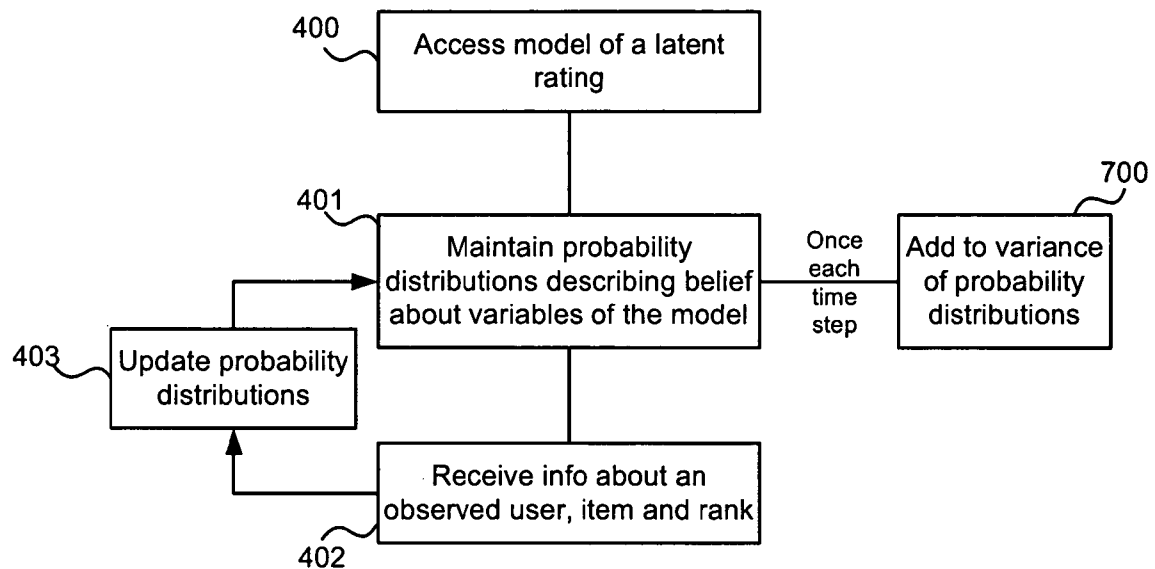 400
Access model of a latent
rating
401
Maintain probability
distributions describing belief
about variables of the model
Once
each
time
step
700
Add to variance
of probability
distributions
403
Update probability
distributions
Receive info about an
observed user, item and rank
402